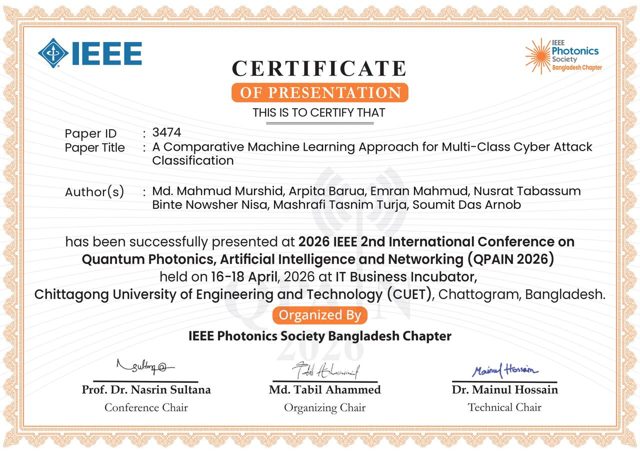 IEEE
IEEE
Photonics
Society
Bangladesh Chapter
CERTIFICATE
OF PRESENTATION
THIS IS TO CERTIFY THAT
Paper ID : 3474
Paper Title : A Comparative Machine Learning Approach for Multi-Class Cyber Attack
Classification
Author(s) : Md. Mahmud Murshid, Arpita Barua, Emran Mahmud, Nusrat Tabassum
Binte Nowsher Nisa, Mashrafi Tasnim Turja, Soumit Das Arnob
has been successfully presented at 2026 IEEE 2nd International Conference on
Quantum Photonics, Artificial Intelligence and Networking (QPAIN 2026)
held on 16-18 April, 2026 at IT Business Incubator,
Chittagong University of Engineering and Technology (CUET), Chattogram, Bangladesh.
Organized By
IEEE Photonics Society Bangladesh Chapter
QPAIN
2026
Mainul Hossain
Prof. Dr. Nasrin Sultana
Conference Chair
Md. Tabil Ahammed
Organizing Chair
Dr. Mainul Hossain
Technical Chair